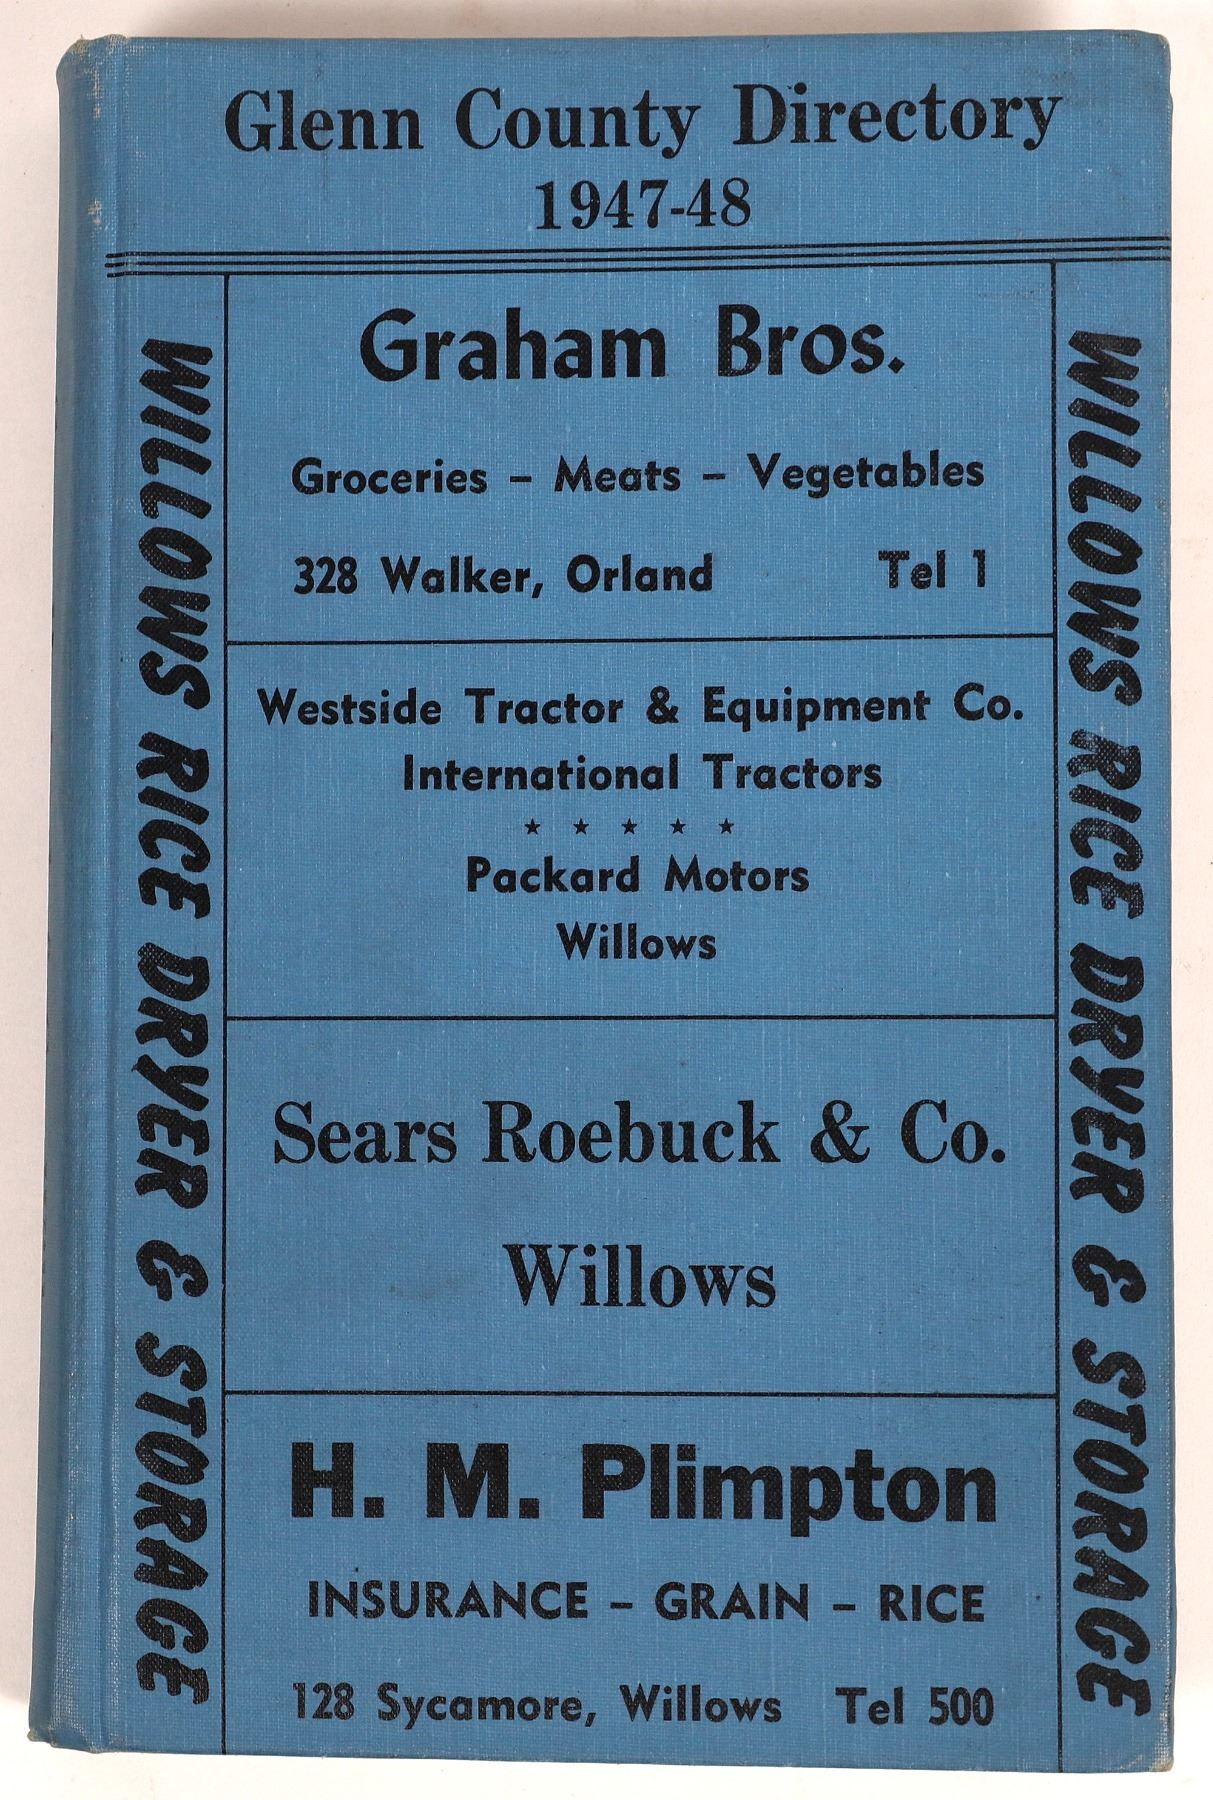 Glenn County Directory
1947-48
WILLOWS RICE DRYER & STORAGE
Graham Bros.
Groceries – Meats – Vegetables
328 Walker, Orland Tel 1
Westside Tractor & Equipment Co.
International Tractors
★ ★ ★ ★ ★
Packard Motors
Willows
Sears Roebuck & Co.
Willows
H. M. Plimpton
INSURANCE – GRAIN – RICE
128 Sycamore, Willows Tel 500
WILLOWS RICE DRYER & STORAGE